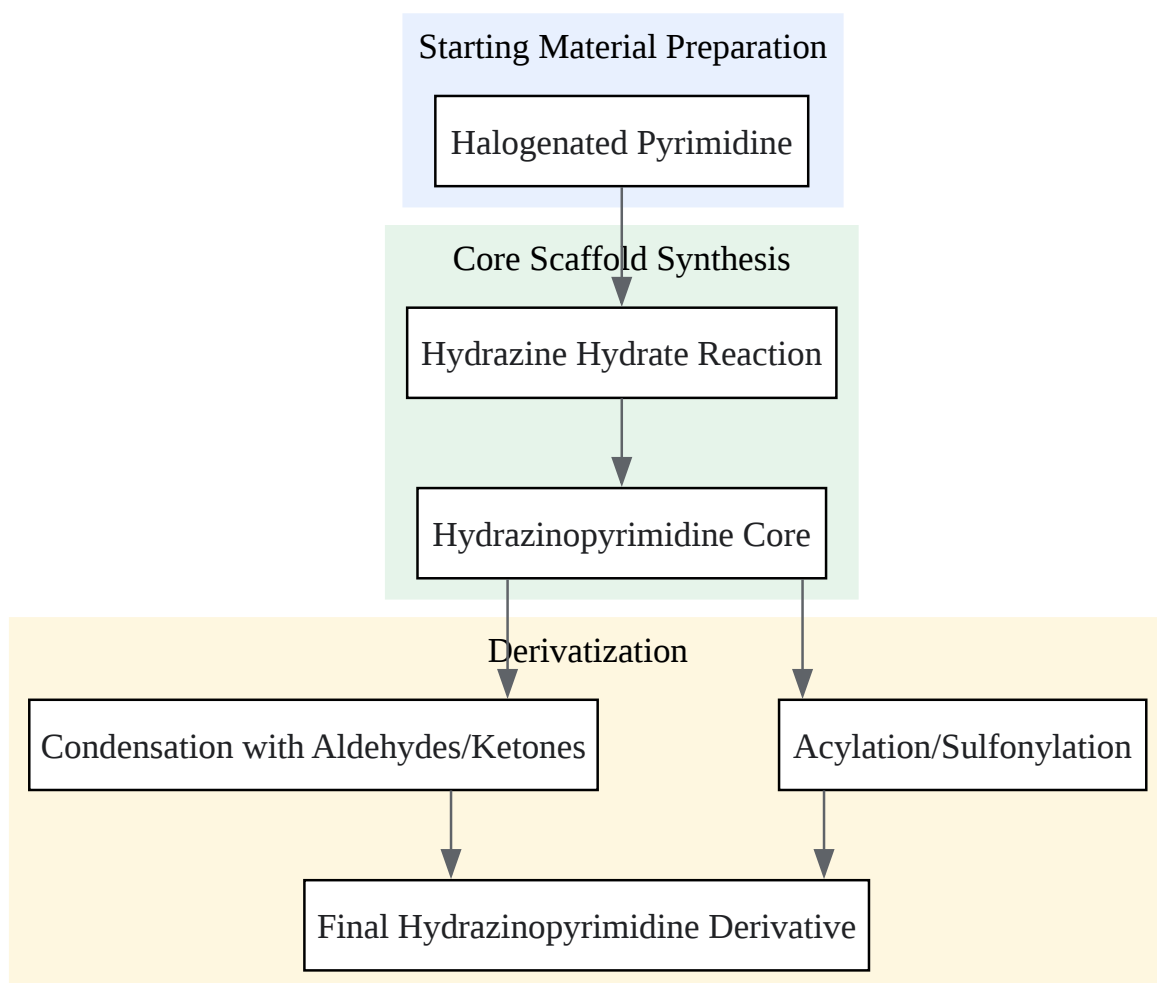 Starting Material Preparation
Halogenated Pyrimidine
Core Scaffold Synthesis
Hydrazine Hydrate Reaction
Hydrazinopyrimidine Core
Derivatization
Condensation with Aldehydes/Ketones
Acylation/Sulfonylation
Final Hydrazinopyrimidine Derivative